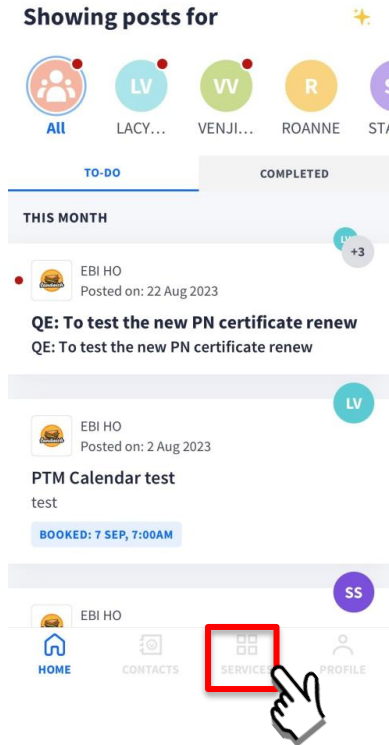 Showing posts for
LV VV R S
All LACY... VENJI... ROANNE STA
TO-DO COMPLETED
THIS MONTH
LV +3
EBI HO
Posted on: 22 Aug 2023
QE: To test the new PN certificate renew
QE: To test the new PN certificate renew
LV
EBI HO
Posted on: 2 Aug 2023
PTM Calendar test
test
BOOKED: 7 SEP, 7:00AM
SS
EBI HO
HOME CONTACTS SERVICES PROFILE